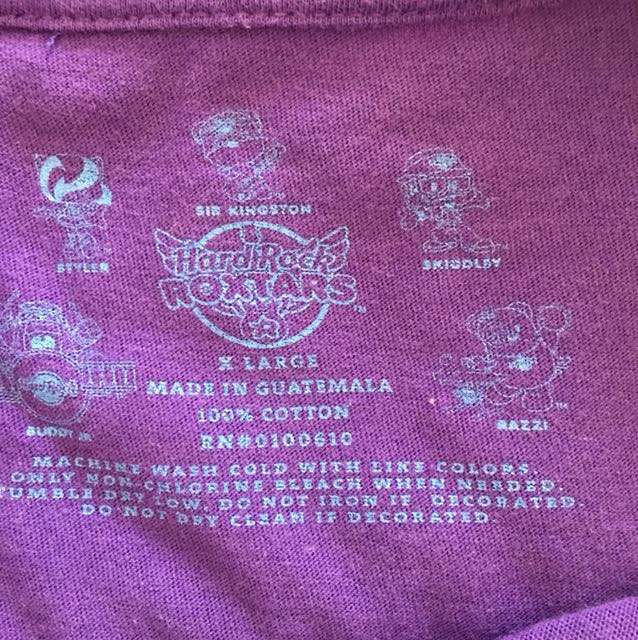 SIR KINGSTON
STYLER
SKIDDLEY
Hard Rock
ROXTARS™
X LARGE
MADE IN GUATEMALA
100% COTTON
RN#0100610
BUDDY JR
RAZZI
MACHINE WASH COLD WITH LIKE COLORS.
ONLY NON-CHLORINE BLEACH WHEN NEEDED.
TUMBLE DRY LOW. DO NOT IRON IF DECORATED.
DO NOT DRY CLEAN IF DECORATED.